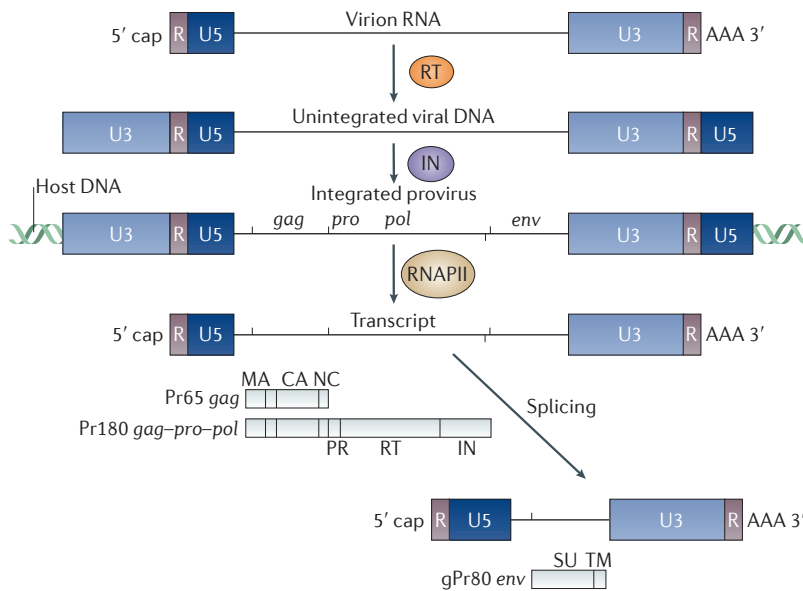 Virion RNA
5′ cap R U5 U3 R AAA 3′
RT
Unintegrated viral DNA
U3 R U5 U3 R U5
IN
Integrated provirus
Host DNA
gag pro pol env
U3 R U5 U3 R U5
RNAPII
Transcript
5′ cap R U5 U3 R AAA 3′
MA CA NC
Pr65 gag
Splicing
Pr180 gag–pro–pol
PR RT IN
5′ cap R U5 U3 R AAA 3′
SU TM
gPr80 env